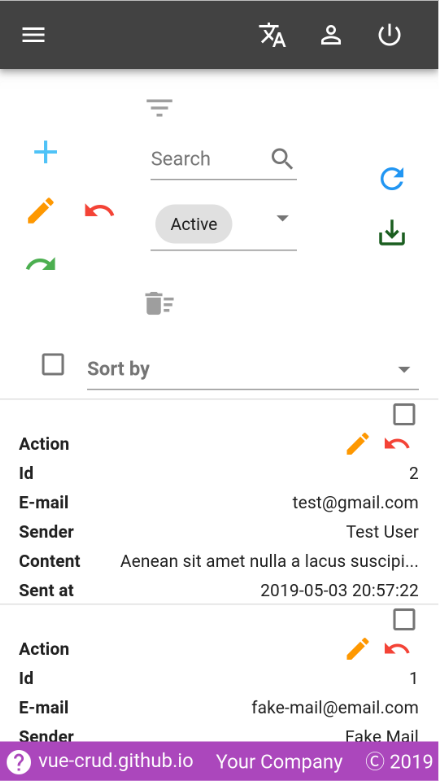 Search
Active
Sort by
Action
Id 2
E-mail test@gmail.com
Sender Test User
Content Aenean sit amet nulla a lacus suscipi...
Sent at 2019-05-03 20:57:22
Action
Id 1
E-mail fake-mail@email.com
Sender Fake Mail
? vue-crud.github.io Your Company © 2019